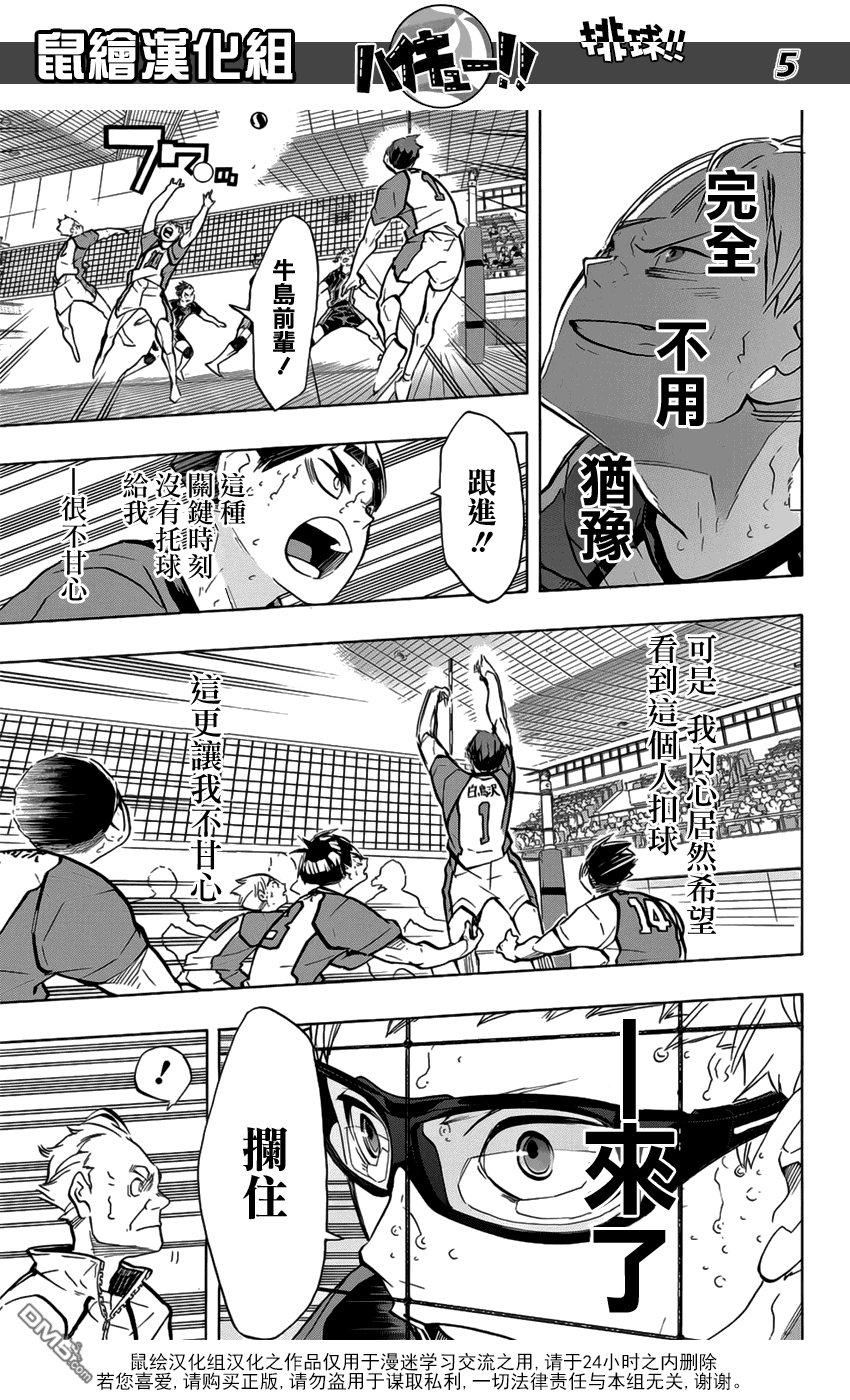 鼠繪漢化組
ハイキュー!!
排球!!
5
完全
不用
猶豫
フワッ…
1
10
牛島前輩!
跟進!!
這種
關鍵時刻
沒有托球
給我
—很不甘心
可是 我內心居然希望
看到這個人扣球
這更讓我不甘心
白鳥沢
1
14
—來了
攔住
!
DM5.COM
鼠绘汉化组汉化之作品仅用于漫迷学习交流之用, 请于24小时之内删除
若您喜爱, 请购买正版, 请勿盗用于谋取私利, 一切法律责任与本组无关, 谢谢。